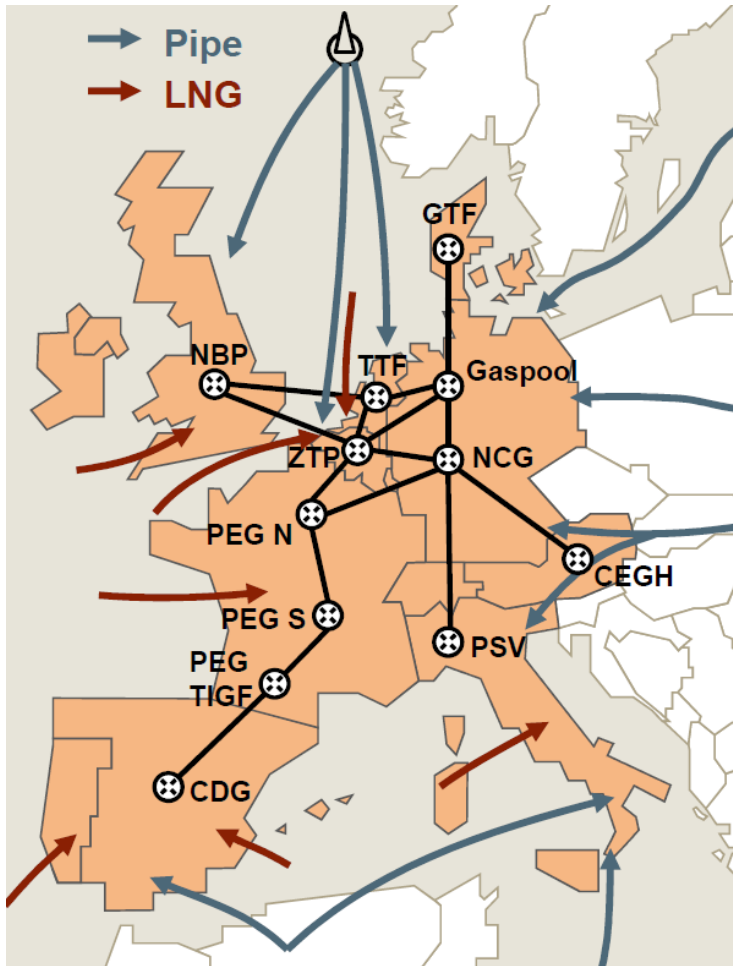 Pipe
LNG
GTF
NBP
TTF
Gaspool
ZTP
NCG
PEG N
CEGH
PEG S
PSV
PEG
TIGF
CDG